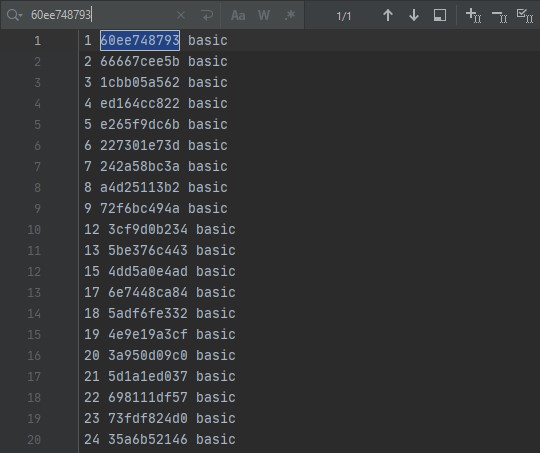 60ee748793 Aa W .* 1/1
1 1 60ee748793 basic
2 2 66667cee5b basic
3 3 1cbb05a562 basic
4 4 ed164cc822 basic
5 5 e265f9dc6b basic
6 6 227301e73d basic
7 7 242a58bc3a basic
8 8 a4d25113b2 basic
9 9 72f6bc494a basic
10 12 3cf9d0b234 basic
11 13 5be376c443 basic
12 15 4dd5a0e4ad basic
13 17 6e7448ca84 basic
14 18 5adf6fe332 basic
15 19 4e9e19a3cf basic
16 20 3a950d09c0 basic
17 21 5d1a1ed037 basic
18 22 698111df57 basic
19 23 73fdf824d0 basic
20 24 35a6b52146 basic